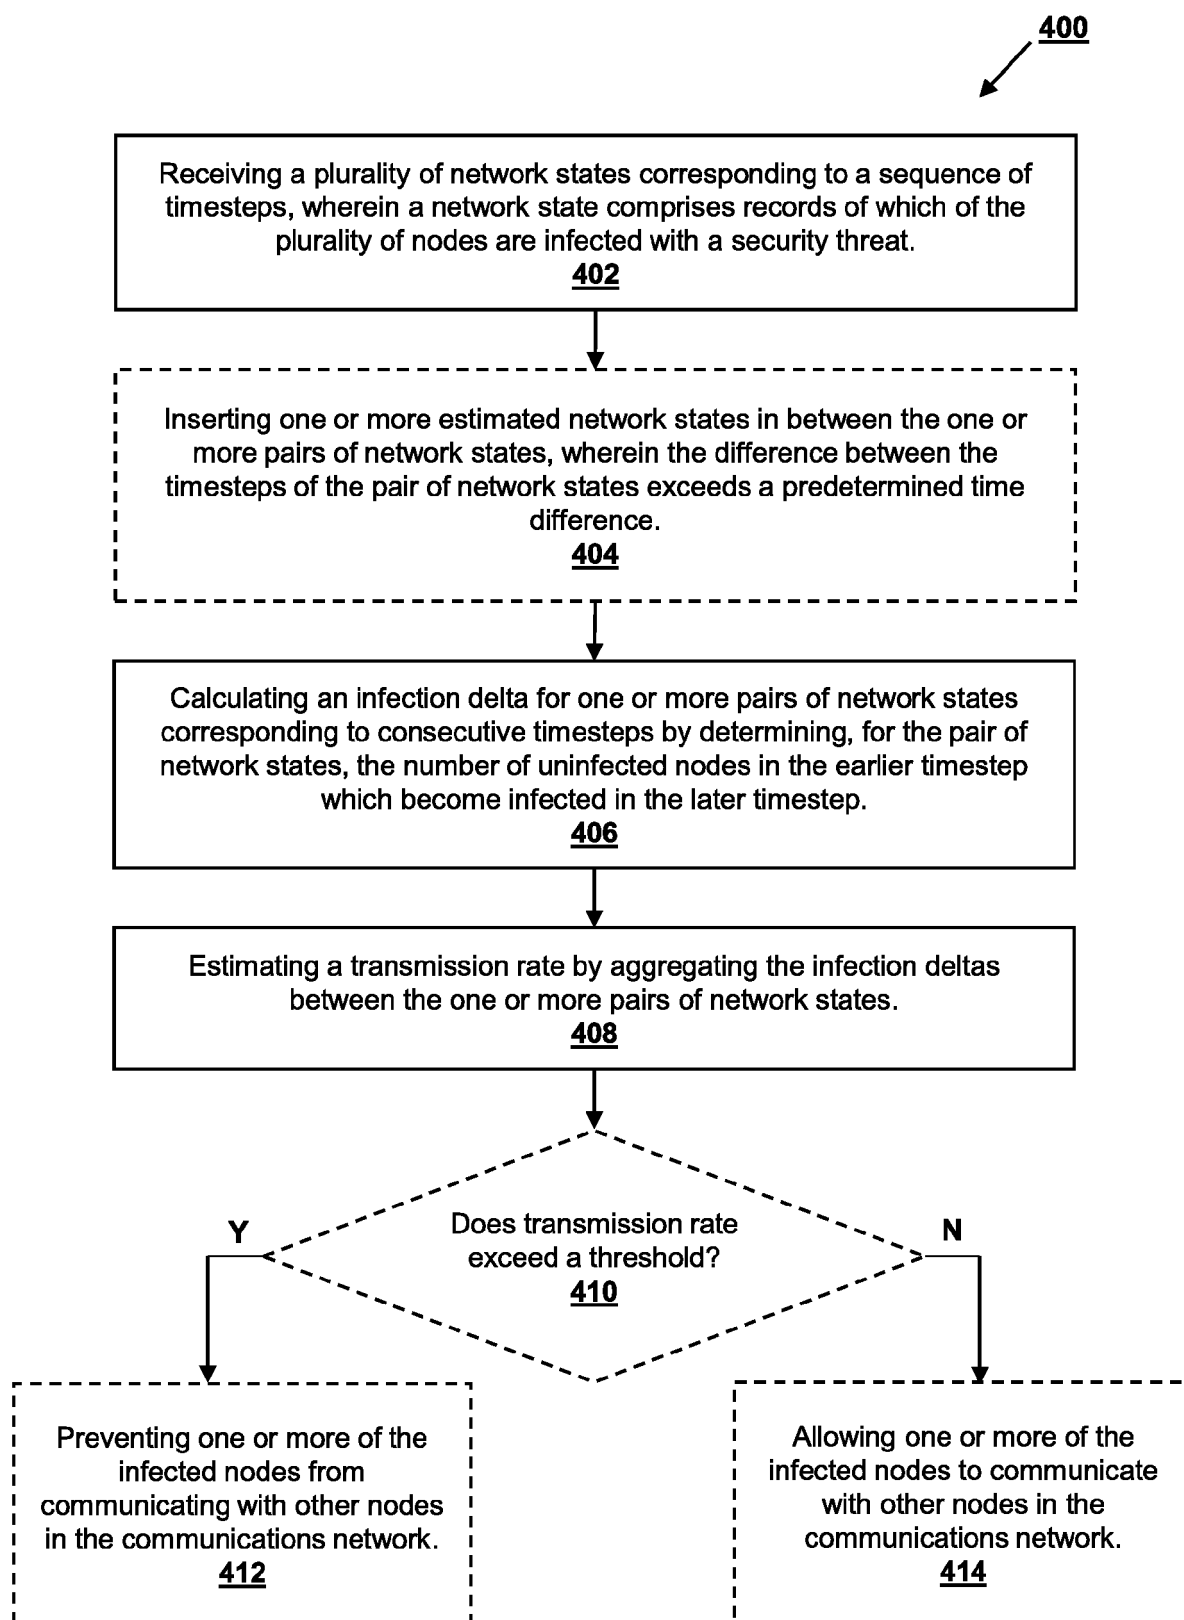 400
Receiving a plurality of network states corresponding to a sequence of
timesteps, wherein a network state comprises records of which of the
plurality of nodes are infected with a security threat.
402
Inserting one or more estimated network states in between the one or
more pairs of network states, wherein the difference between the
timesteps of the pair of network states exceeds a predetermined time
difference.
404
Calculating an infection delta for one or more pairs of network states
corresponding to consecutive timesteps by determining, for the pair of
network states, the number of uninfected nodes in the earlier timestep
which become infected in the later timestep.
406
Estimating a transmission rate by aggregating the infection deltas
between the one or more pairs of network states.
408
Does transmission rate
exceed a threshold?
410
Y
N
Preventing one or more of the
infected nodes from
communicating with other nodes
in the communications network.
412
Allowing one or more of the
infected nodes to communicate
with other nodes in the
communications network.
414